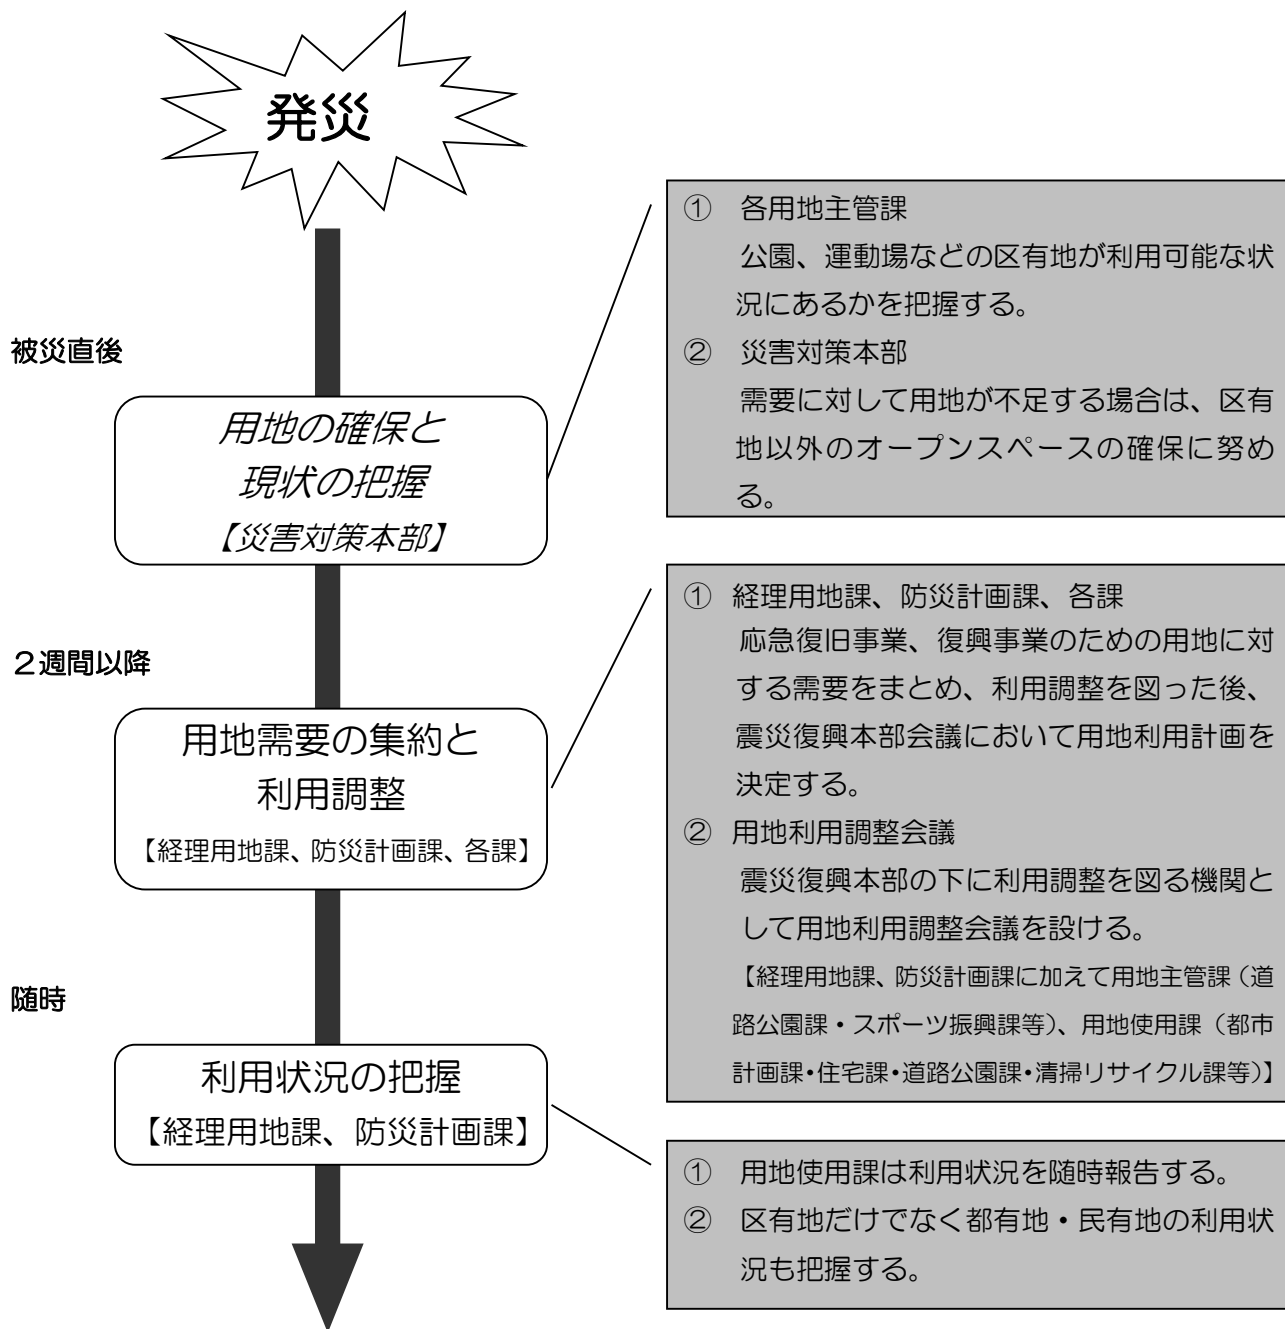 発災
被災直後
用地の確保と
現状の把握
【災害対策本部】
① 各用地主管課
公園、運動場などの区有地が利用可能な状
況にあるかを把握する。
② 災害対策本部
需要に対して用地が不足する場合は、区有
地以外のオープンスペースの確保に努め
る。
２週間以降
用地需要の集約と
利用調整
【経理用地課、防災計画課、各課】
① 経理用地課、防災計画課、各課
応急復旧事業、復興事業のための用地に対
する需要をまとめ、利用調整を図った後、
震災復興本部会議において用地利用計画を
決定する。
② 用地利用調整会議
震災復興本部の下に利用調整を図る機関と
して用地利用調整会議を設ける。
【経理用地課、防災計画課に加えて用地主管課（道
路公園課・スポーツ振興課等）、用地使用課（都市
計画課・住宅課・道路公園課・清掃リサイクル課等）】
随時
利用状況の把握
【経理用地課、防災計画課】
① 用地使用課は利用状況を随時報告する。
② 区有地だけでなく都有地・民有地の利用状
況も把握する。